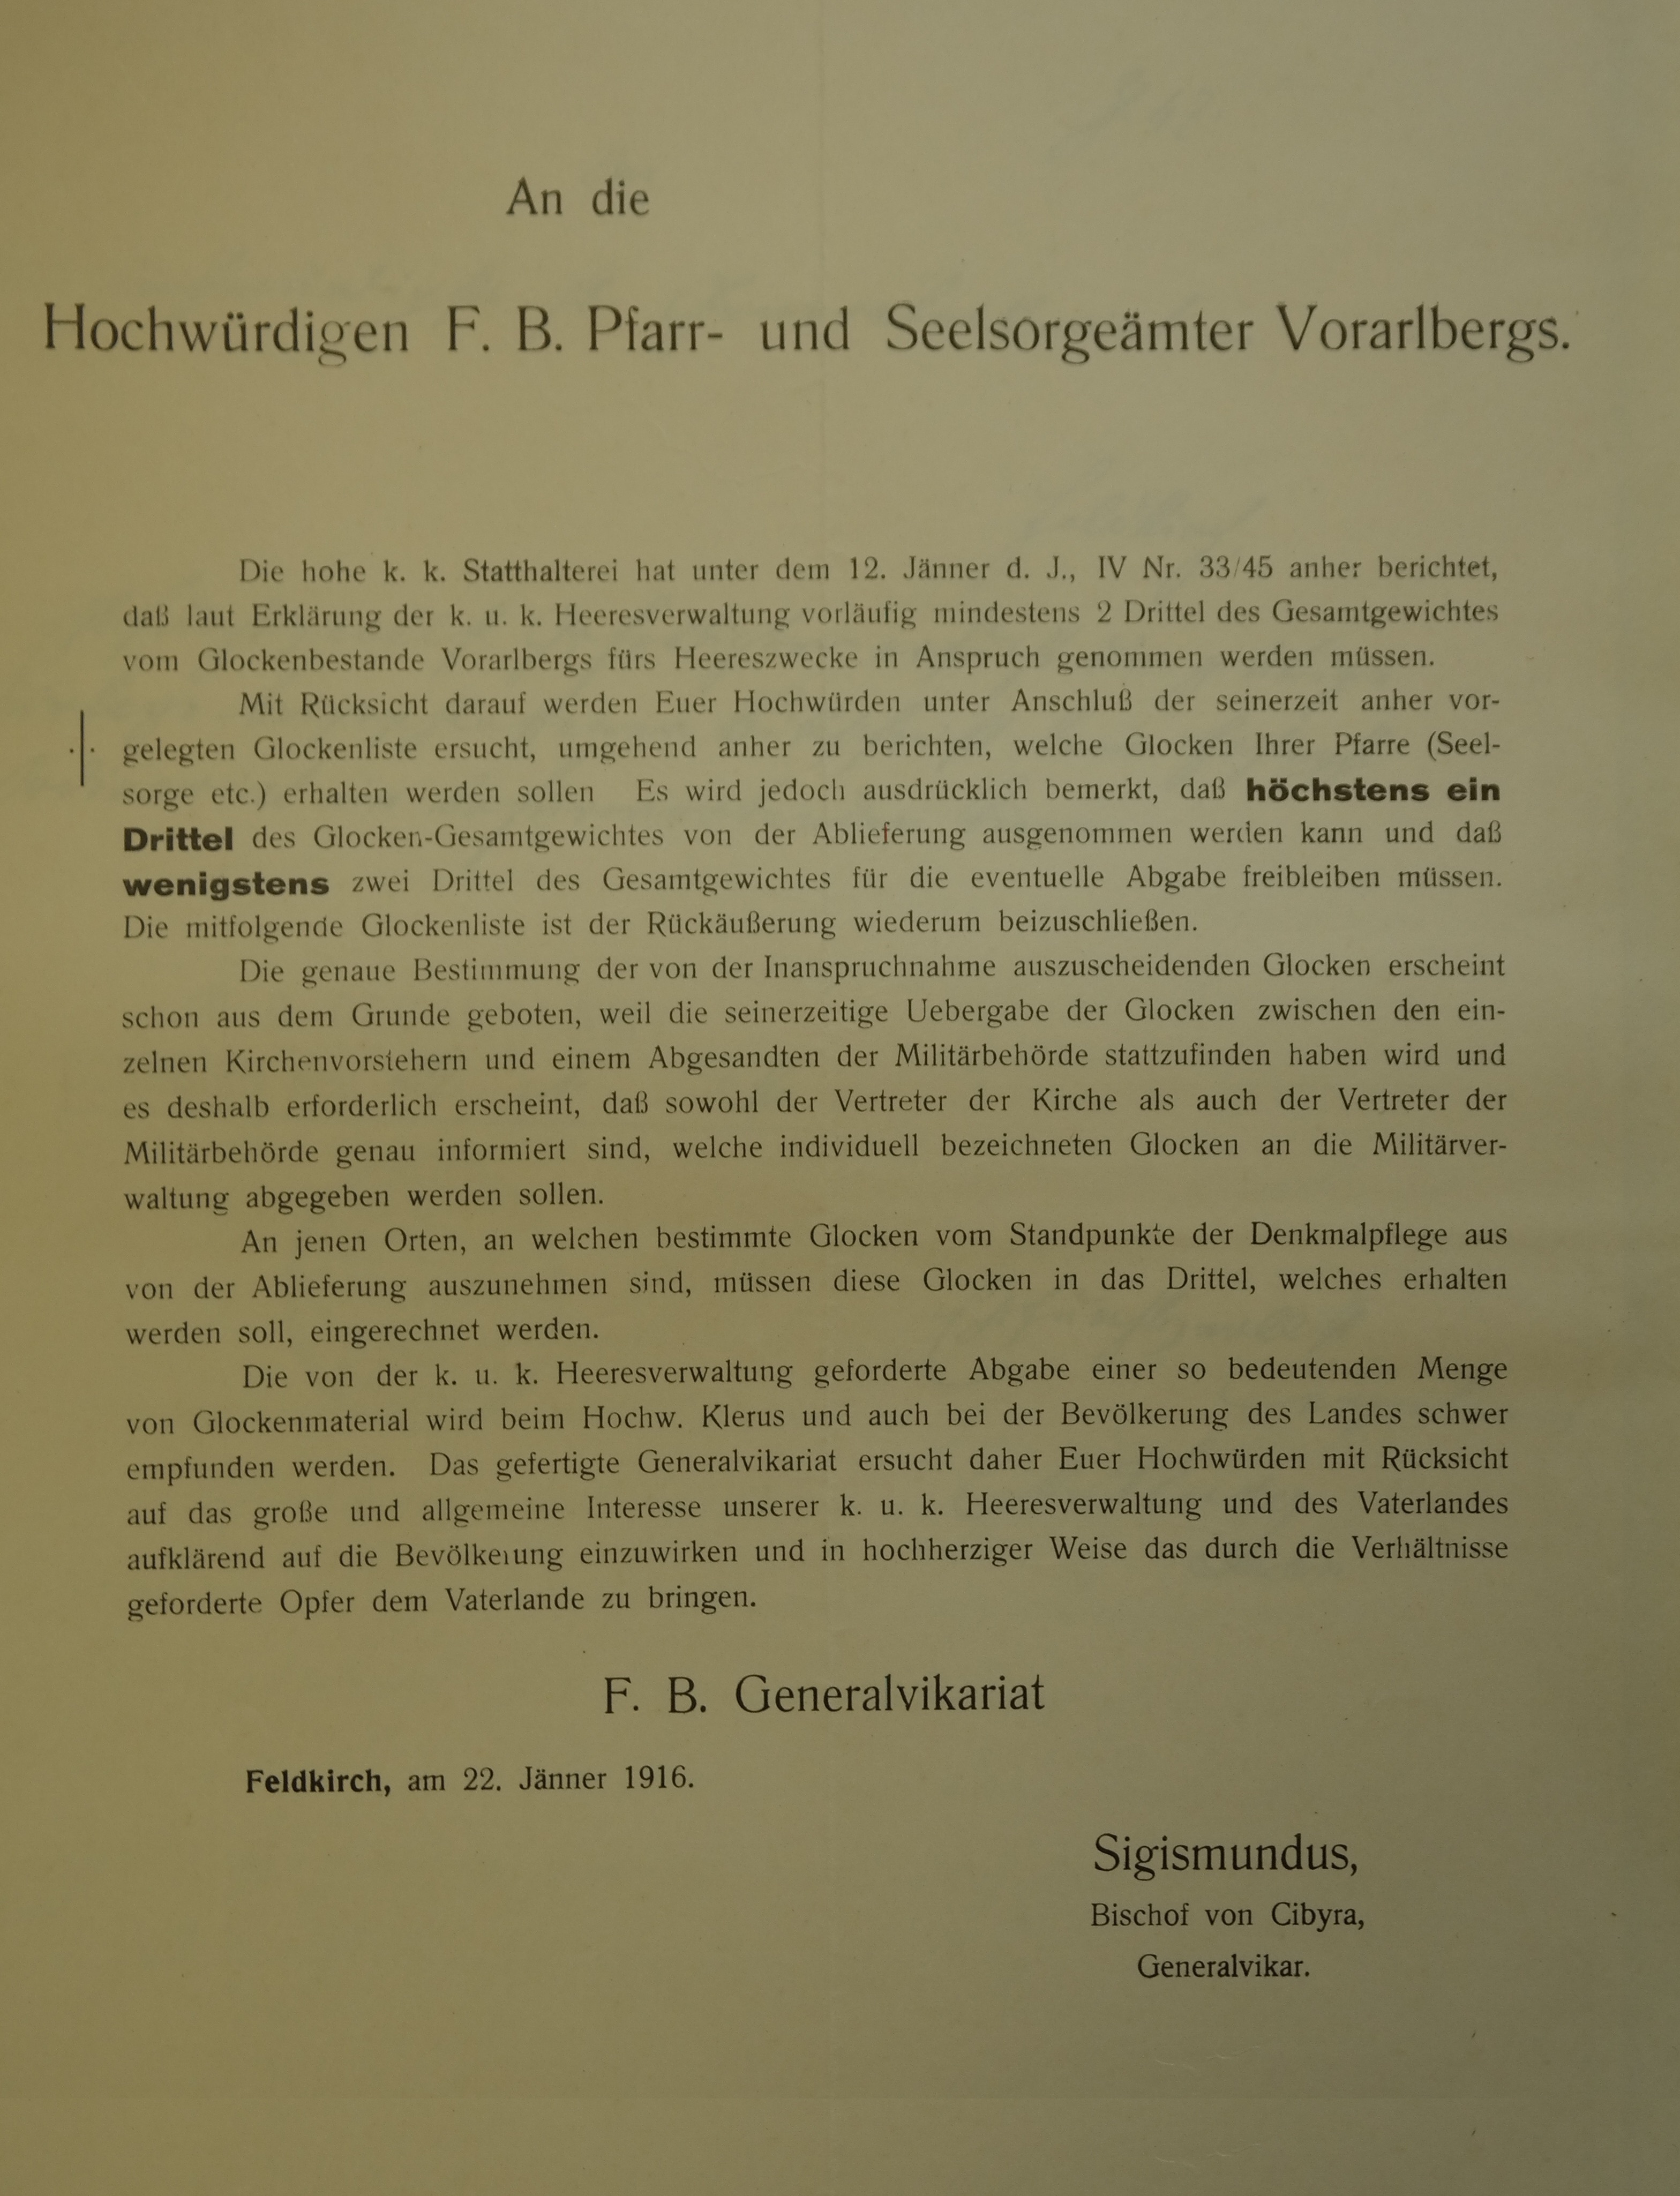 An die
Hochwürdigen F. B. Pfarr- und Seelsorgeämter Vorarlbergs.
Die hohe k. k. Statthalterei hat unter dem 12. Jänner d. J., IV Nr. 33/45 anher berichtet,
daß laut Erklärung der k. u. k. Heeresverwaltung vorläufig mindestens 2 Drittel des Gesamtgewichtes
vom Glockenbestande Vorarlbergs fürs Heereszwecke in Anspruch genommen werden müssen.
Mit Rücksicht darauf werden Euer Hochwürden unter Anschluß der seinerzeit anher vor-
gelegten Glockenliste ersucht, umgehend anher zu berichten, welche Glocken Ihrer Pfarre (Seel-
sorge etc.) erhalten werden sollen Es wird jedoch ausdrücklich bemerkt, daß höchstens ein
Drittel des Glocken-Gesamtgewichtes von der Ablieferung ausgenommen werden kann und daß
wenigstens zwei Drittel des Gesamtgewichtes für die eventuelle Abgabe freibleiben müssen.
Die mitfolgende Glockenliste ist der Rückäußerung wiederum beizuschließen.
Die genaue Bestimmung der von der Inanspruchnahme auszuscheidenden Glocken erscheint
schon aus dem Grunde geboten, weil die seinerzeitige Uebergabe der Glocken zwischen den ein-
zelnen Kirchenvorstehern und einem Abgesandten der Militärbehörde stattzufinden haben wird und
es deshalb erforderlich erscheint, daß sowohl der Vertreter der Kirche als auch der Vertreter der
Militärbehörde genau informiert sind, welche individuell bezeichneten Glocken an die Militärver-
waltung abgegeben werden sollen.
An jenen Orten, an welchen bestimmte Glocken vom Standpunkte der Denkmalpflege aus
von der Ablieferung auszunehmen sind, müssen diese Glocken in das Drittel, welches erhalten
werden soll, eingerechnet werden.
Die von der k. u. k. Heeresverwaltung geforderte Abgabe einer so bedeutenden Menge
von Glockenmaterial wird beim Hochw. Klerus und auch bei der Bevölkerung des Landes schwer
empfunden werden. Das gefertigte Generalvikariat ersucht daher Euer Hochwürden mit Rücksicht
auf das große und allgemeine Interesse unserer k. u. k. Heeresverwaltung und des Vaterlandes
aufklärend auf die Bevölkerung einzuwirken und in hochherziger Weise das durch die Verhältnisse
geforderte Opfer dem Vaterlande zu bringen.
F. B. Generalvikariat
Feldkirch, am 22. Jänner 1916.
Sigismundus,
Bischof von Cibyra,
Generalvikar.